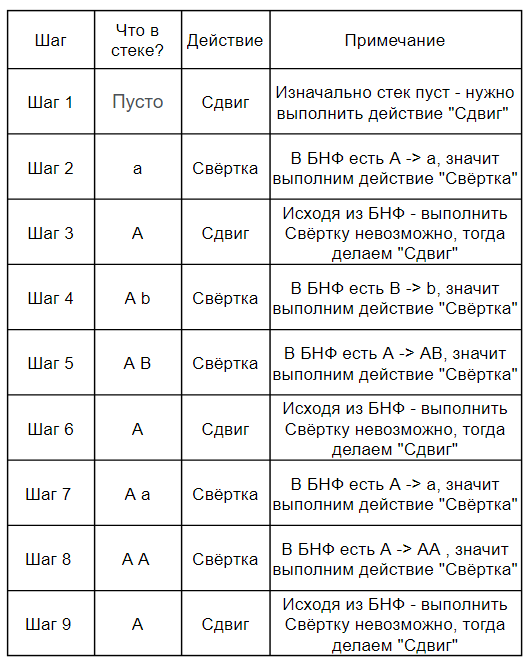 Шаг
Что в
стеке?
Действие
Примечание
Шаг 1
Пусто
Сдвиг
Изначально стек пуст - нужно
выполнить действие "Сдвиг"
Шаг 2
a
Свёртка
В БНФ есть A -> a, значит
выполним действие "Свёртка"
Шаг 3
A
Сдвиг
Исходя из БНФ - выполнить
Свёртку невозможно, тогда
делаем "Сдвиг"
Шаг 4
A b
Свёртка
В БНФ есть B -> b, значит
выполним действие "Свёртка"
Шаг 5
A B
Свёртка
В БНФ есть A -> AB, значит
выполним действие "Свёртка"
Шаг 6
A
Сдвиг
Исходя из БНФ - выполнить
Свёртку невозможно, тогда
делаем "Сдвиг"
Шаг 7
A a
Свёртка
В БНФ есть A -> a, значит
выполним действие "Свёртка"
Шаг 8
A A
Свёртка
В БНФ есть A -> AA , значит
выполним действие "Свёртка"
Шаг 9
A
Сдвиг
Исходя из БНФ - выполнить
Свёртку невозможно, тогда
делаем "Сдвиг"